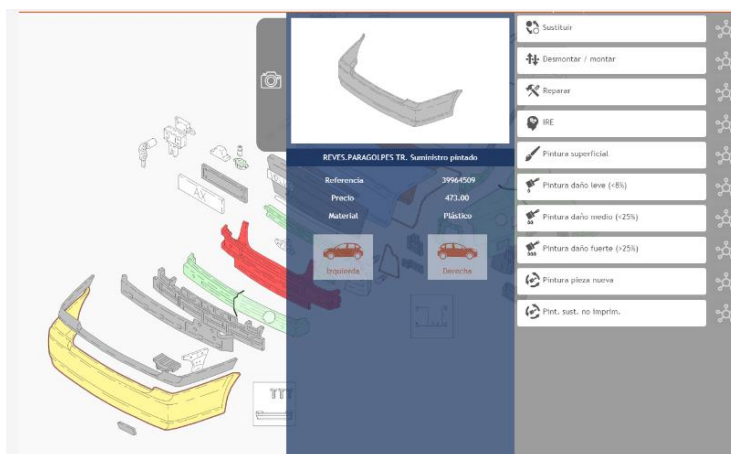 AX
TTT
REVES.PARAGOLPES TR. Suministro pintado
Referencia 39964509
Precio 473.00
Material Plástico
Izquierda
Derecha
Sustituir
Desmontar / montar
Reparar
IRE
Pintura superficial
Pintura daño leve (<8%)
Pintura daño medio (<25%)
Pintura daño fuerte (>25%)
Pintura pieza nueva
Pint. sust. no imprim.